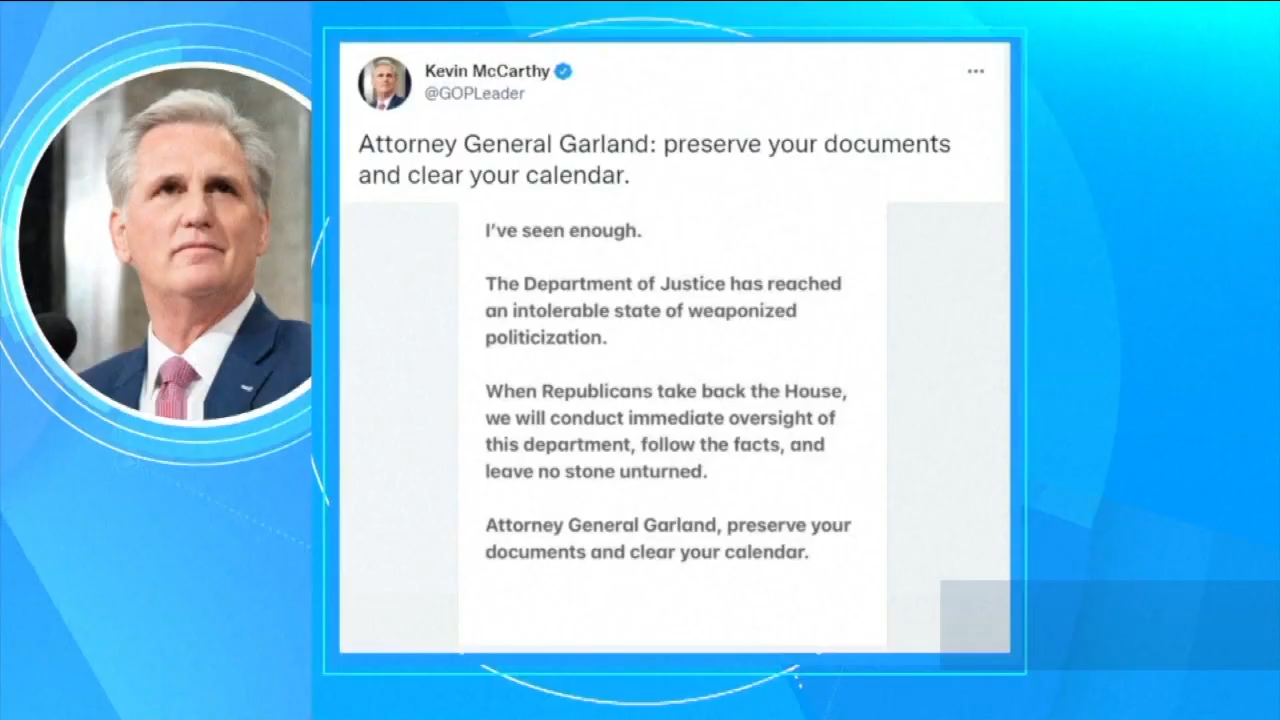 Kevin McCarthy
@GOPLeader
Attorney General Garland: preserve your documents
and clear your calendar.
I've seen enough.
The Department of Justice has reached
an intolerable state of weaponized
politicization.
When Republicans take back the House,
we will conduct immediate oversight of
this department, follow the facts, and
leave no stone unturned.
Attorney General Garland, preserve your
documents and clear your calendar.